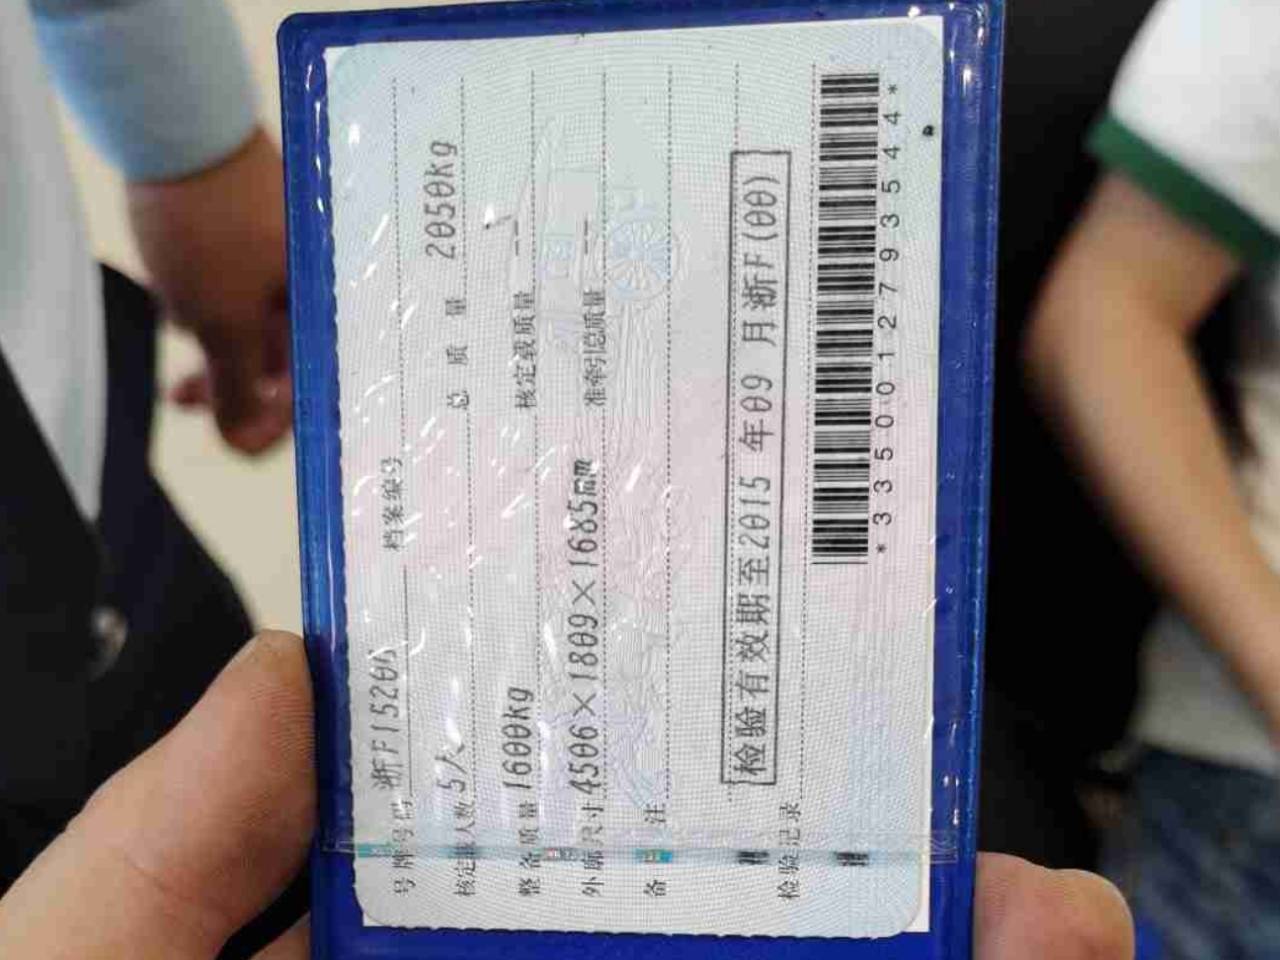 号牌号码 浙F15200 档案编号
核定载人数 5人 总质量 2050kg
整备质量 1600kg 核定载质量 --
外廓尺寸 4506×1809×1685mm 准牵引总质量 --
备注
检验有效期至2015年09月浙F(00)
检验记录
*3350012793544*